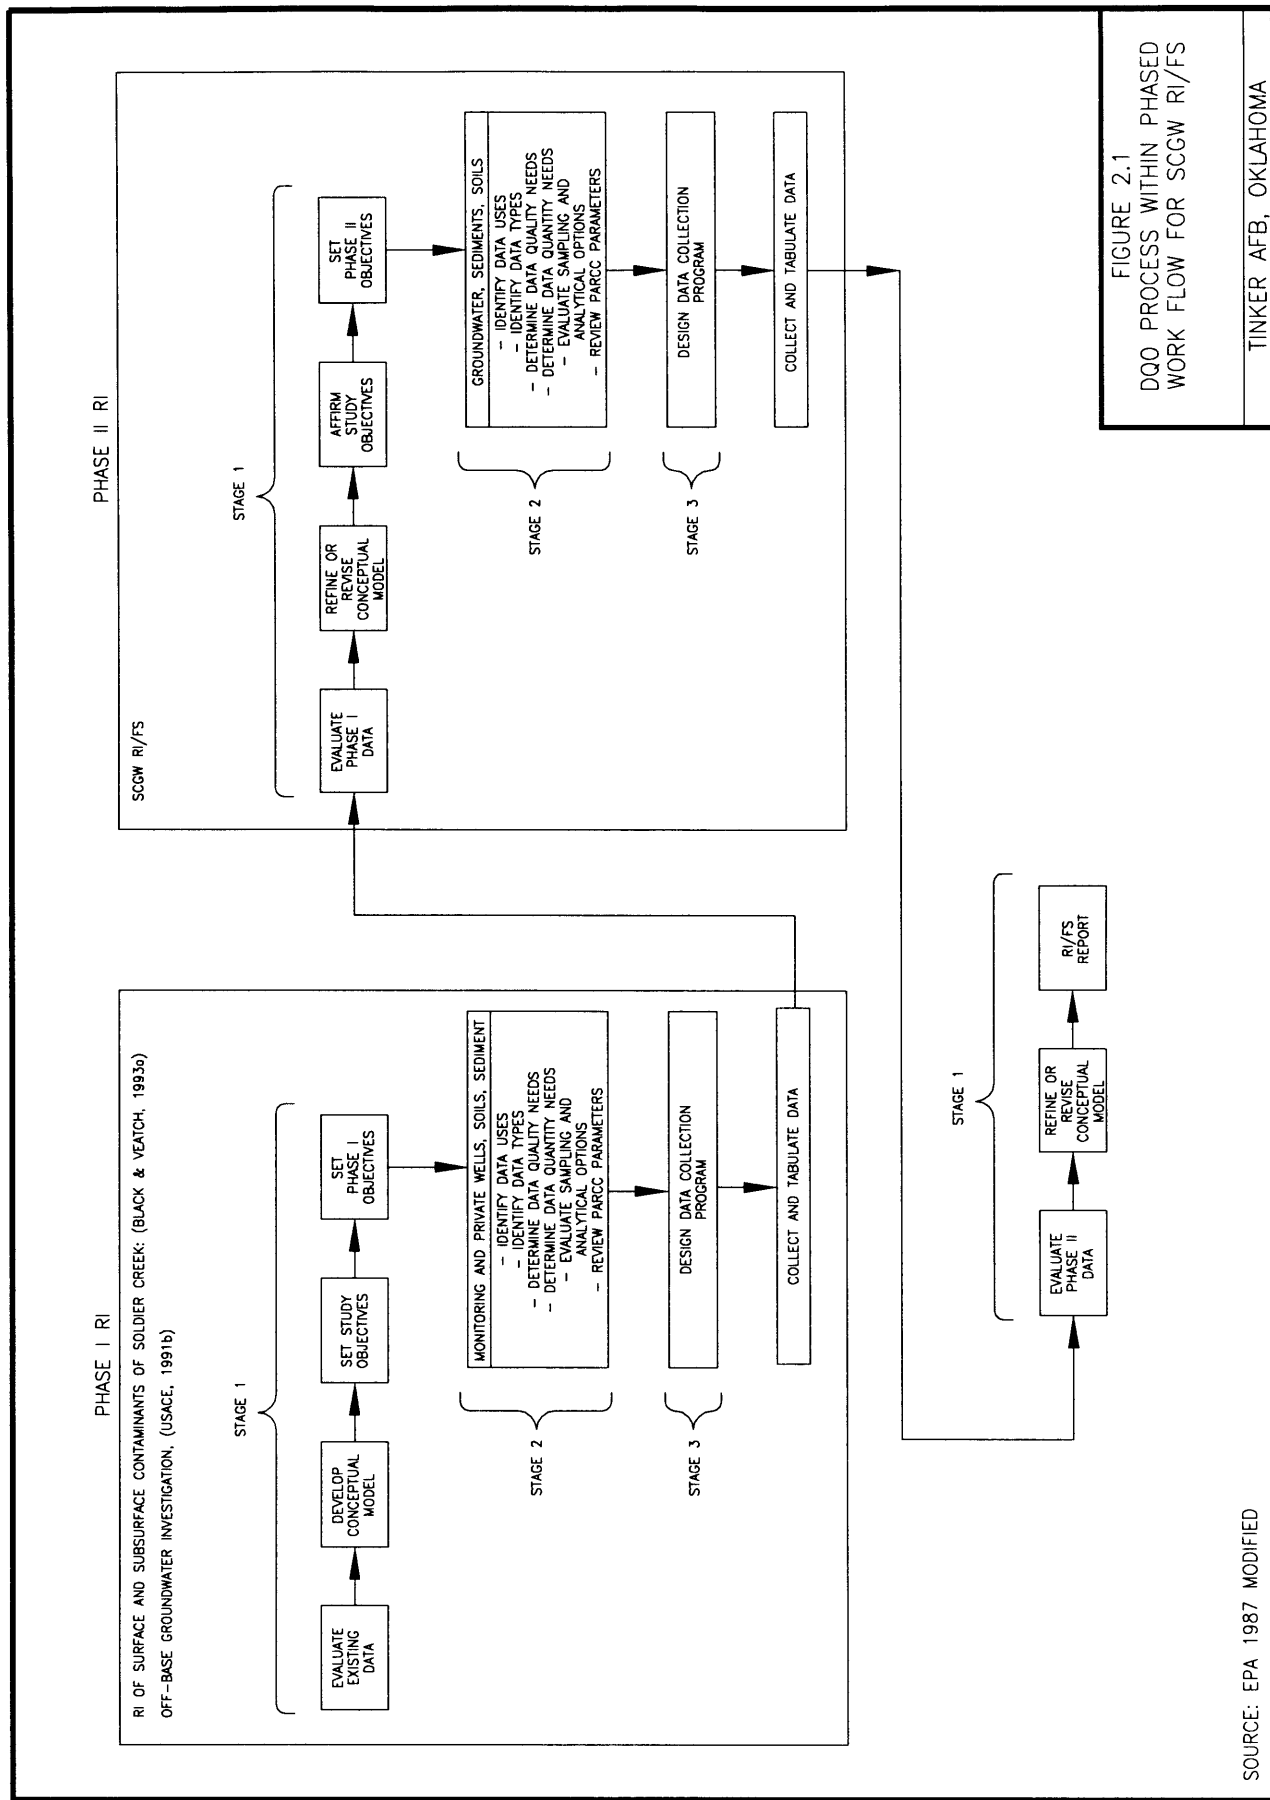 PHASE I RI
RI OF SURFACE AND SUBSURFACE CONTAMINANTS OF SOLDIER CREEK: (BLACK & VEATCH, 1993a)
OFF-BASE GROUNDWATER INVESTIGATION, (USACE, 1991b)
STAGE 1
EVALUATE
EXISTING
DATA
DEVELOP
CONCEPTUAL
MODEL
SET STUDY
OBJECTIVES
SET
PHASE I
OBJECTIVES
STAGE 2
MONITORING AND PRIVATE WELLS, SOILS, SEDIMENT
- IDENTIFY DATA USES
- IDENTIFY DATA TYPES
- DETERMINE DATA QUALITY NEEDS
- DETERMINE DATA QUANTITY NEEDS
- EVALUATE SAMPLING AND
ANALYTICAL OPTIONS
- REVIEW PARCC PARAMETERS
STAGE 3
DESIGN DATA COLLECTION
PROGRAM
COLLECT AND TABULATE DATA
PHASE II RI
SCGW RI/FS
STAGE 1
EVALUATE
PHASE I
DATA
REFINE OR
REVISE
CONCEPTUAL
MODEL
AFFIRM
STUDY
OBJECTIVES
SET
PHASE II
OBJECTIVES
STAGE 2
GROUNDWATER, SEDIMENTS, SOILS
- IDENTIFY DATA USES
- IDENTIFY DATA TYPES
- DETERMINE DATA QUALITY NEEDS
- DETERMINE DATA QUANTITY NEEDS
- EVALUATE SAMPLING AND
ANALYTICAL OPTIONS
- REVIEW PARCC PARAMETERS
STAGE 3
DESIGN DATA COLLECTION
PROGRAM
COLLECT AND TABULATE DATA
STAGE 1
EVALUATE
PHASE II
DATA
REFINE OR
REVISE
CONCEPTUAL
MODEL
RI/FS
REPORT
SOURCE: EPA 1987 MODIFIED
FIGURE 2.1
DQO PROCESS WITHIN PHASED
WORK FLOW FOR SCGW RI/FS
TINKER AFB, OKLAHOMA